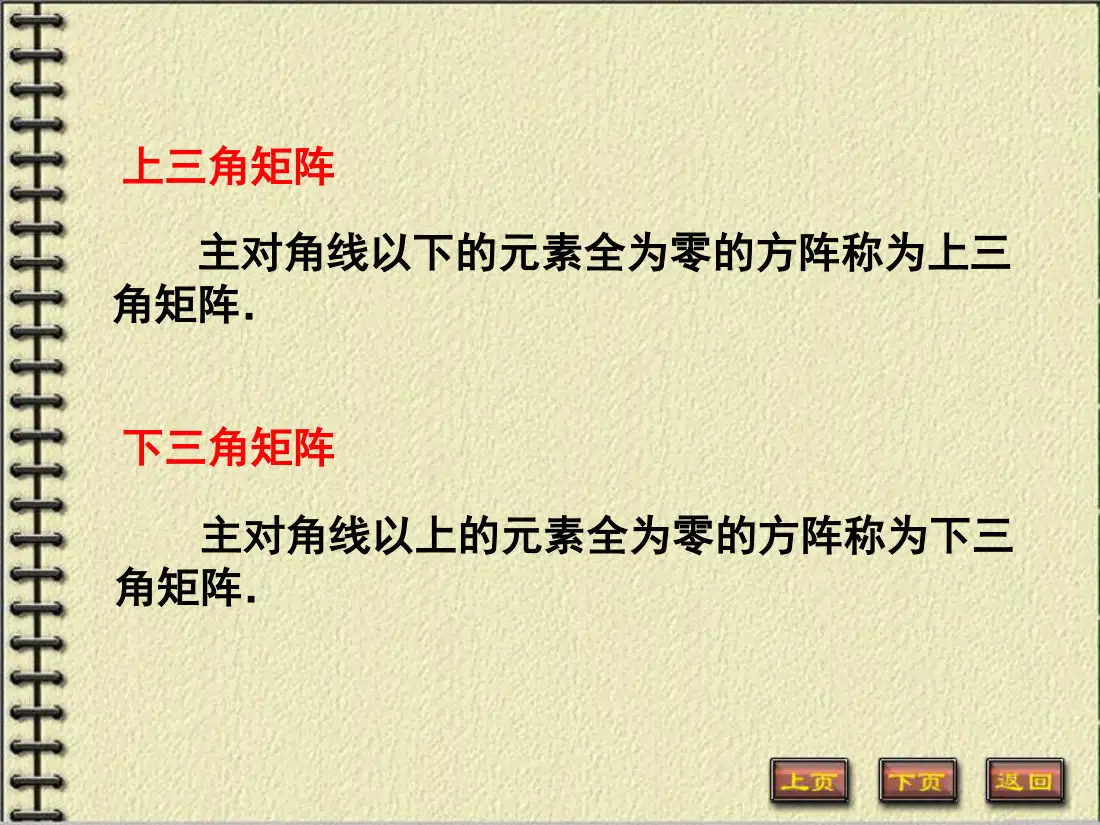 上三角矩阵
主对角线以下的元素全为零的方阵称为上三
角矩阵.
下三角矩阵
主对角线以上的元素全为零的方阵称为下三
角矩阵.
上页 下页 返回